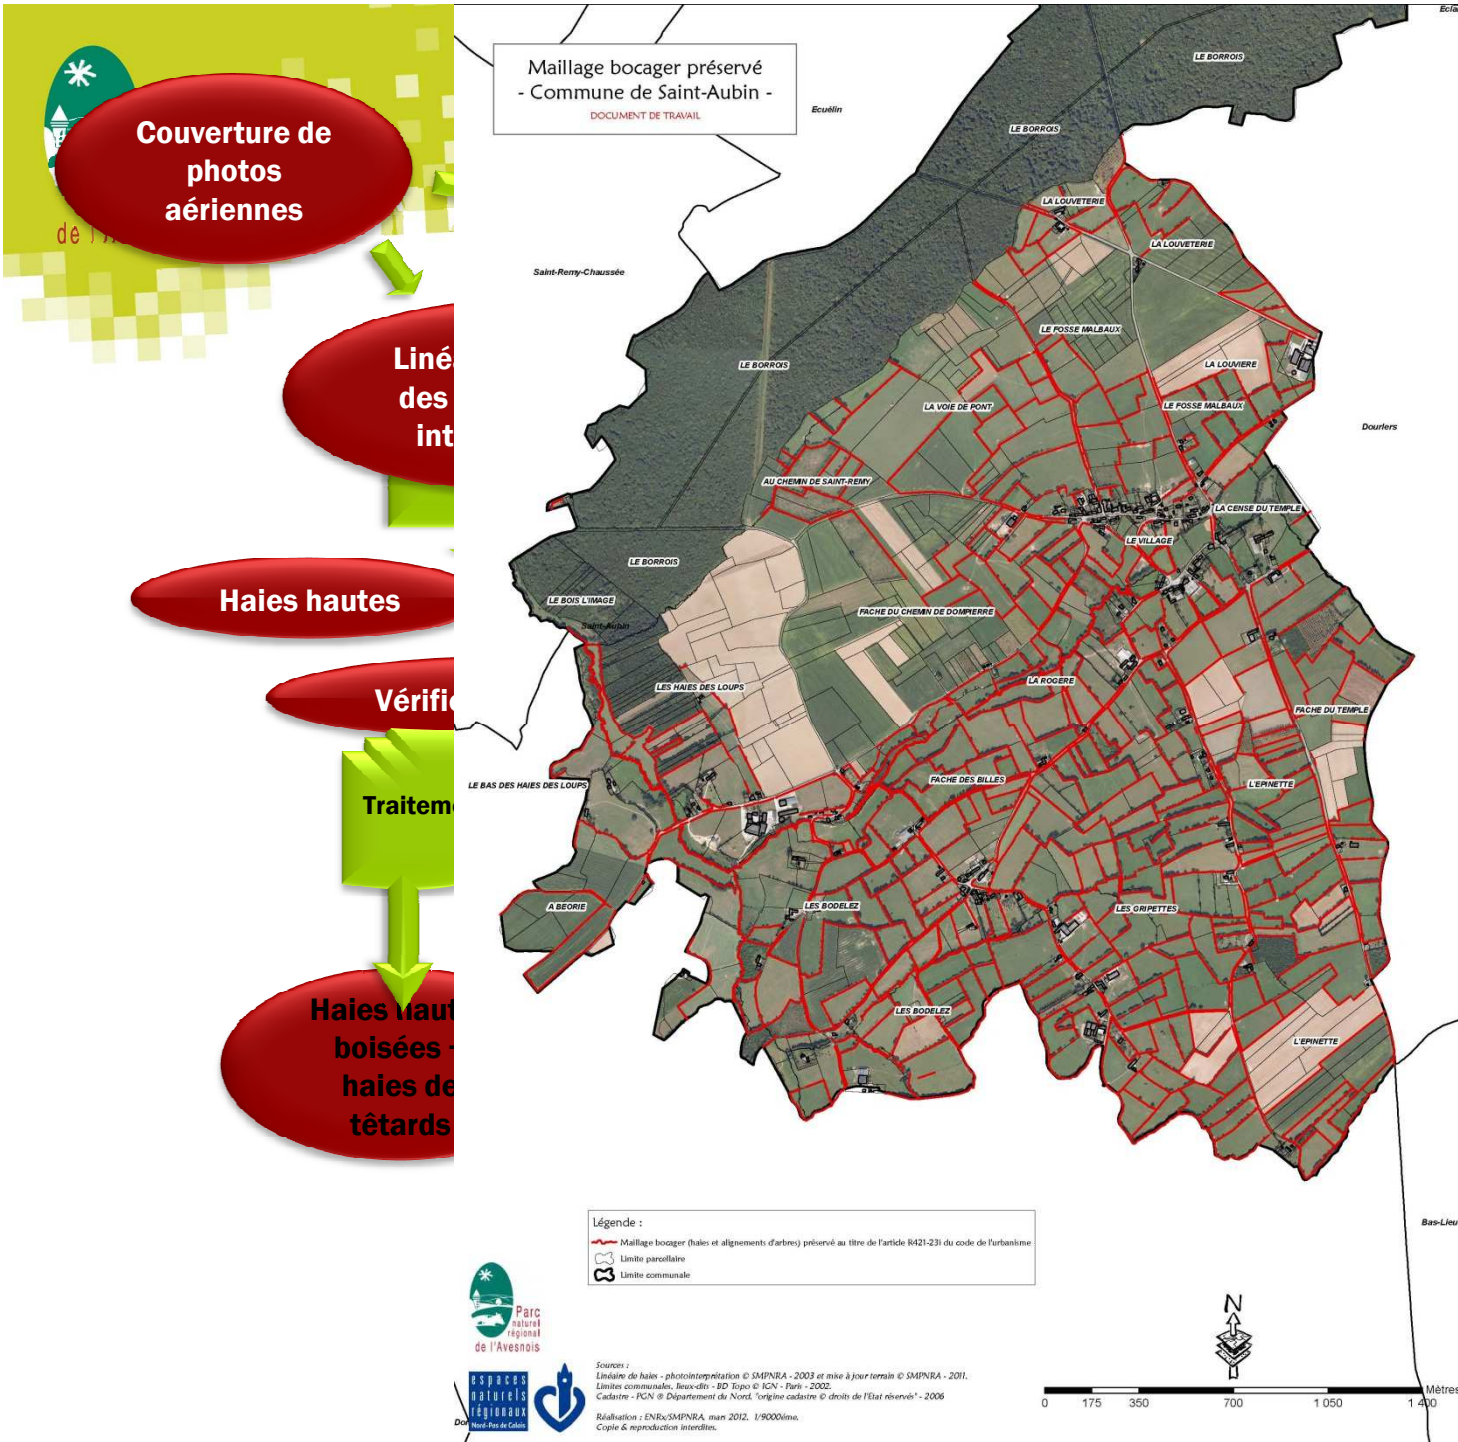 Couverture de
photos
aériennes
de l'
Liné
des
int
Haies hautes
Vérifi
Traiteme
Haies haut
boisées
haies de
têtards
Maillage bocager préservé
- Commune de Saint-Aubin -
DOCUMENT DE TRAVAIL
Ecuélin
Ecla
LE BORROIS
LE BORROIS
LA LOUVETERIE
LA LOUVETERIE
Saint-Remy-Chaussée
LE FOSSE MALBAUX
LE BORROIS
LA LOUVIERE
LA VOIE DE PONT
LE FOSSE MALBAUX
Dourlers
AU CHEMIN DE SAINT-REMY
LA CENSE DU TEMPLE
LE VILLAGE
LE BORROIS
LE BOIS L'IMAGE
Saint-Aubin
FACHE DU CHEMIN DE DOMPIERRE
LES HAIES DES LOUPS
LA ROGERE
FACHE DU TEMPLE
LE BAS DES HAIES DES LOUPS
FACHE DES BILLES
L'EPINETTE
A BEORIE
LES BODELEZ
LES GRIPETTES
LES BODELEZ
L'EPINETTE
Bas-Lieu
Légende :
Maillage bocager (haies et alignements d'arbres) préservé au titre de l'article R421-23i du code de l'urbanisme
Limite parcellaire
Limite communale
Parc
naturel
régional
de l'Avesnois
espaces
naturels
régionaux
Nord-Pas de Calais
Do
Sources :
Linéaire de haies - photointerprétation © SMPNRA - 2003 et mise à jour terrain © SMPNRA - 2011.
Limites communales, lieux-dits - BD Topo © IGN - Paris - 2002.
Cadastre - PGN ® Département du Nord, "origine cadastre © droits de l'Etat réservés" - 2006
Réalisation : ENRx/SMPNRA, mars 2012. 1/9000ème.
Copie & reproduction interdites.
N
Mètres
0 175 350 700 1 050 1 400